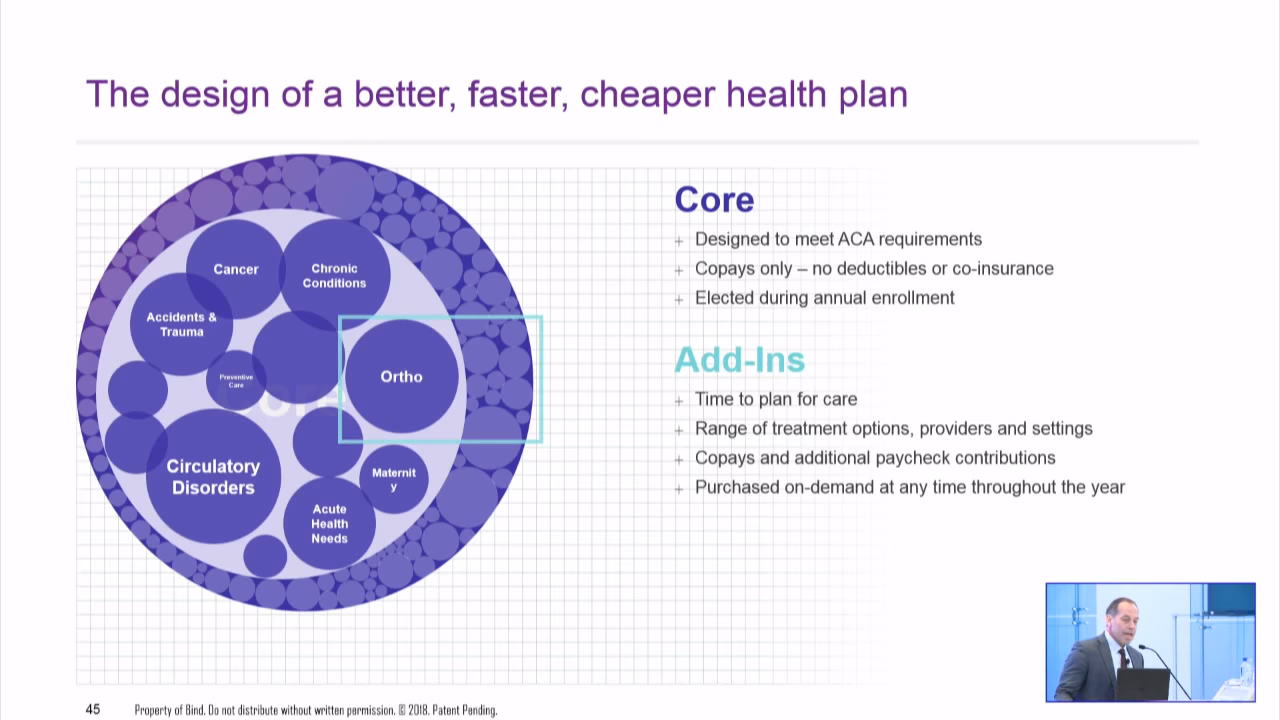 The design of a better, faster, cheaper health plan
Cancer
Chronic
Conditions
Accidents &
Trauma
Preventive
Care
Ortho
Core
Circulatory
Disorders
Maternit
y
Acute
Health
Needs
Core
+ Designed to meet ACA requirements
+ Copays only – no deductibles or co-insurance
+ Elected during annual enrollment
Add-Ins
+ Time to plan for care
+ Range of treatment options, providers and settings
+ Copays and additional paycheck contributions
+ Purchased on-demand at any time throughout the year
45
Property of Bind. Do not distribute without written permission. © 2018. Patent Pending.